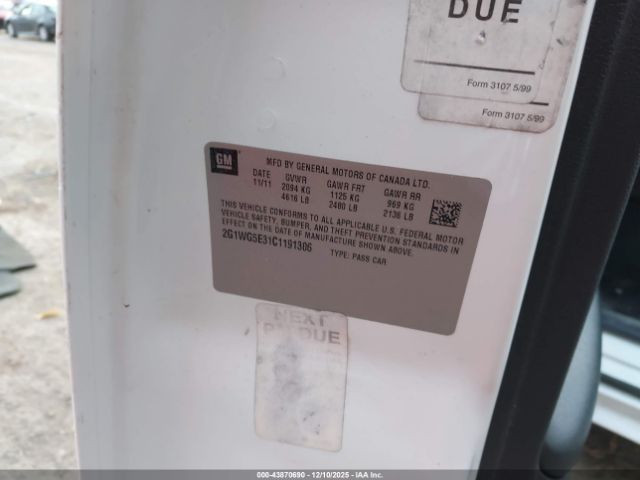 DUE
Form 3107 5/99
Form 3107 5/99
GM
MFD BY GENERAL MOTORS OF CANADA LTD.
DATE GVWR GAWR FRT GAWR RR
11/11 2094 KG 1125 KG 969 KG
4616 LB 2480 LB 2136 LB
THIS VEHICLE CONFORMS TO ALL APPLICABLE U.S. FEDERAL MOTOR
VEHICLE SAFETY, BUMPER, AND THEFT PREVENTION STANDARDS IN
EFFECT ON THE DATE OF MANUFACTURE SHOWN ABOVE.
2G1WG5E31C1191306 TYPE: PASS CAR
NEXT
DUE
000-43870690 - 12/10/2025 - IAA Inc.